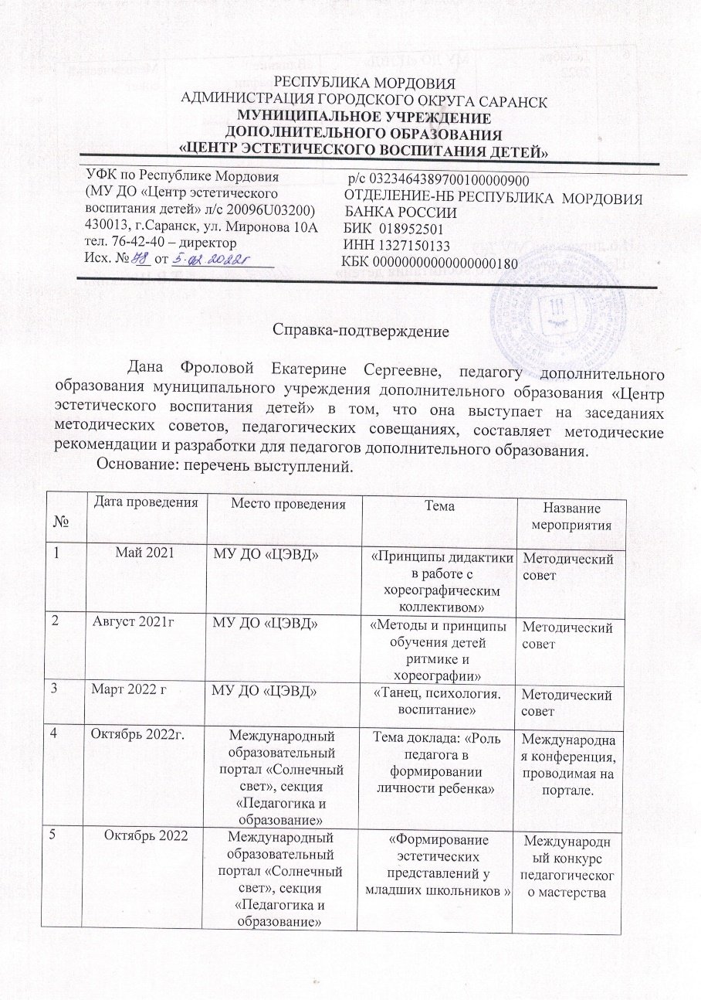 РЕСПУБЛИКА МОРДОВИЯ
АДМИНИСТРАЦИЯ ГОРОДСКОГО ОКРУГА САРАНСК
МУНИЦИПАЛЬНОЕ УЧРЕЖДЕНИЕ
ДОПОЛНИТЕЛЬНОГО ОБРАЗОВАНИЯ
«ЦЕНТР ЭСТЕТИЧЕСКОГО ВОСПИТАНИЯ ДЕТЕЙ»
УФК по Республике Мордовия
(МУ ДО «Центр эстетического
воспитания детей» л/с 20096U03200)
430013, г.Саранск, ул. Миронова 10А
тел. 76-42-40 – директор
Исх. № 78 от 5.02.2022г
р/с 0323464389700100000900
ОТДЕЛЕНИЕ-НБ РЕСПУБЛИКА МОРДОВИЯ
БАНКА РОССИИ
БИК 018952501
ИНН 1327150133
КБК 00000000000000000180
Справка-подтверждение
Дана Фроловой Екатерине Сергеевне, педагогу дополнительного
образования муниципального учреждения дополнительного образования «Центр
эстетического воспитания детей» в том, что она выступает на заседаниях
методических советов, педагогических совещаниях, составляет методические
рекомендации и разработки для педагогов дополнительного образования.
Основание: перечень выступлений.
№
Дата проведения
Место проведения
Тема
Название
мероприятия
1
Май 2021
МУ ДО «ЦЭВД»
«Принципы дидактики
в работе с
хореографическим
коллективом»
Методический
совет
2
Август 2021г
МУ ДО «ЦЭВД»
«Методы и принципы
обучения детей
ритмике и
хореографии»
Методический
совет
3
Март 2022 г
МУ ДО «ЦЭВД»
«Танец, психология.
воспитание»
Методический
совет
4
Октябрь 2022г.
Международный
образовательный
портал «Солнечный
свет», секция
«Педагогика и
образование»
Тема доклада: «Роль
педагога в
формировании
личности ребенка»
Международна
я конференция,
проводимая на
портале.
5
Октябрь 2022
Международный
образовательный
портал «Солнечный
свет», секция
«Педагогика и
образование»
«Формирование
эстетических
представлений у
младших школьников »
Международн
ый конкурс
педагогическог
о мастерства